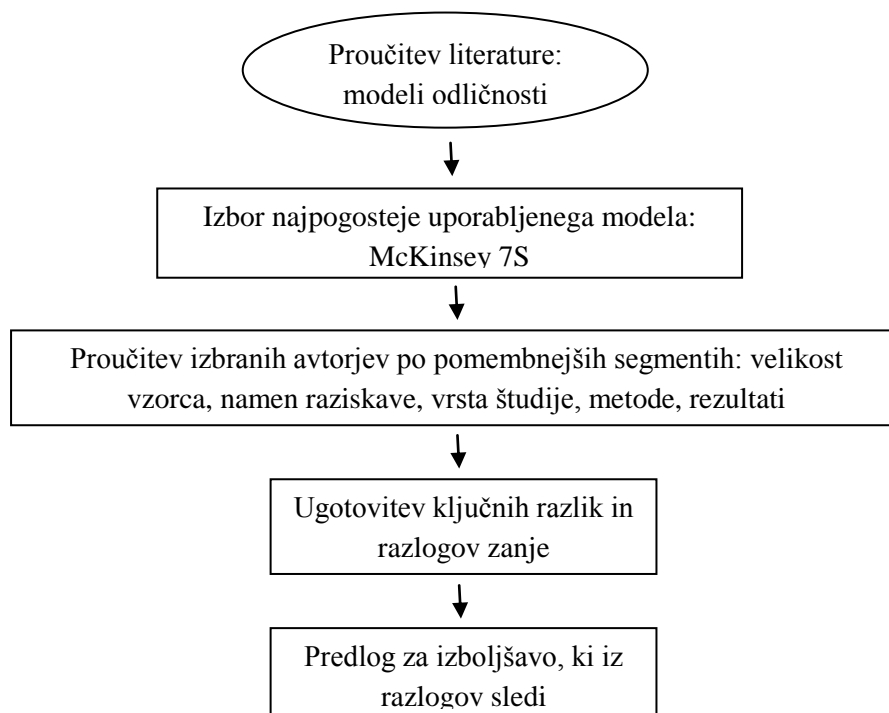 Proučitev literature:
modeli odličnosti
Izbor najpogosteje uporabljenega modela:
McKinsey 7S
Proučitev izbranih avtorjev po pomembnejših segmentih: velikost
vzorca, namen raziskave, vrsta študije, metode, rezultati
Ugotovitev ključnih razlik in
razlogov zanje
Predlog za izboljšavo, ki iz
razlogov sledi